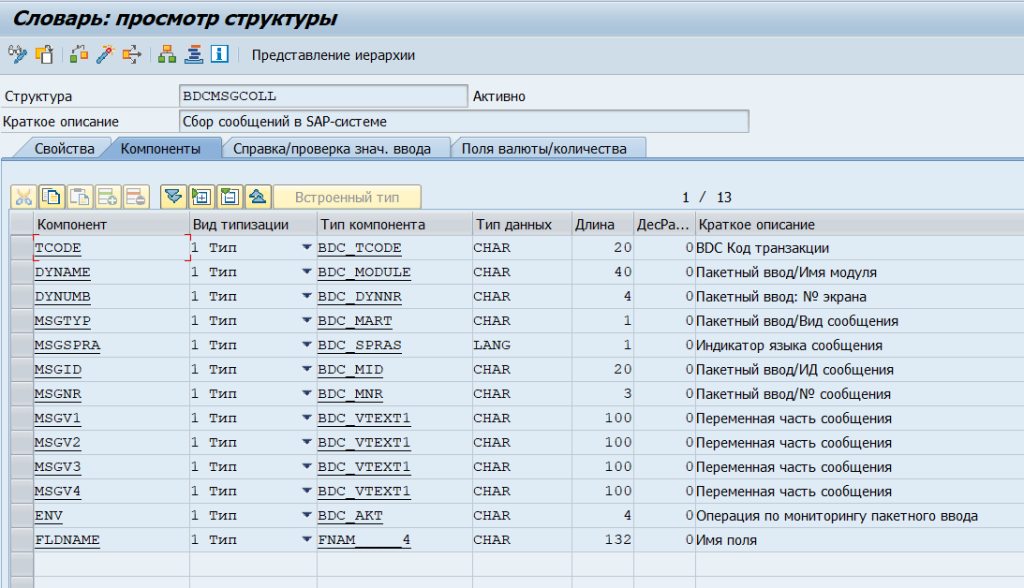 Словарь: просмотр структуры
Представление иерархии
Структура BDCMSGCOLL Активно
Краткое описание Сбор сообщений в SAP-системе
Свойства Компоненты Справка/проверка знач. ввода Поля валюты/количества
Встроенный тип 1 / 13
Компонент Вид типизации Тип компонента Тип данных Длина ДесРа... Краткое описание
TCODE 1 Тип BDC_TCODE CHAR 20 0 BDC Код транзакции
DYNAME 1 Тип BDC_MODULE CHAR 40 0 Пакетный ввод/Имя модуля
DYNUMB 1 Тип BDC_DYNNR CHAR 4 0 Пакетный ввод: № экрана
MSGTYP 1 Тип BDC_MART CHAR 1 0 Пакетный ввод/Вид сообщения
MSGSPRA 1 Тип BDC_SPRAS LANG 1 0 Индикатор языка сообщения
MSGID 1 Тип BDC_MID CHAR 20 0 Пакетный ввод/ИД сообщения
MSGNR 1 Тип BDC_MNR CHAR 3 0 Пакетный ввод/№ сообщения
MSGV1 1 Тип BDC_VTEXT1 CHAR 100 0 Переменная часть сообщения
MSGV2 1 Тип BDC_VTEXT1 CHAR 100 0 Переменная часть сообщения
MSGV3 1 Тип BDC_VTEXT1 CHAR 100 0 Переменная часть сообщения
MSGV4 1 Тип BDC_VTEXT1 CHAR 100 0 Переменная часть сообщения
ENV 1 Тип BDC_AKT CHAR 4 0 Операция по мониторингу пакетного ввода
FLDNAME 1 Тип FNAM_____4 CHAR 132 0 Имя поля